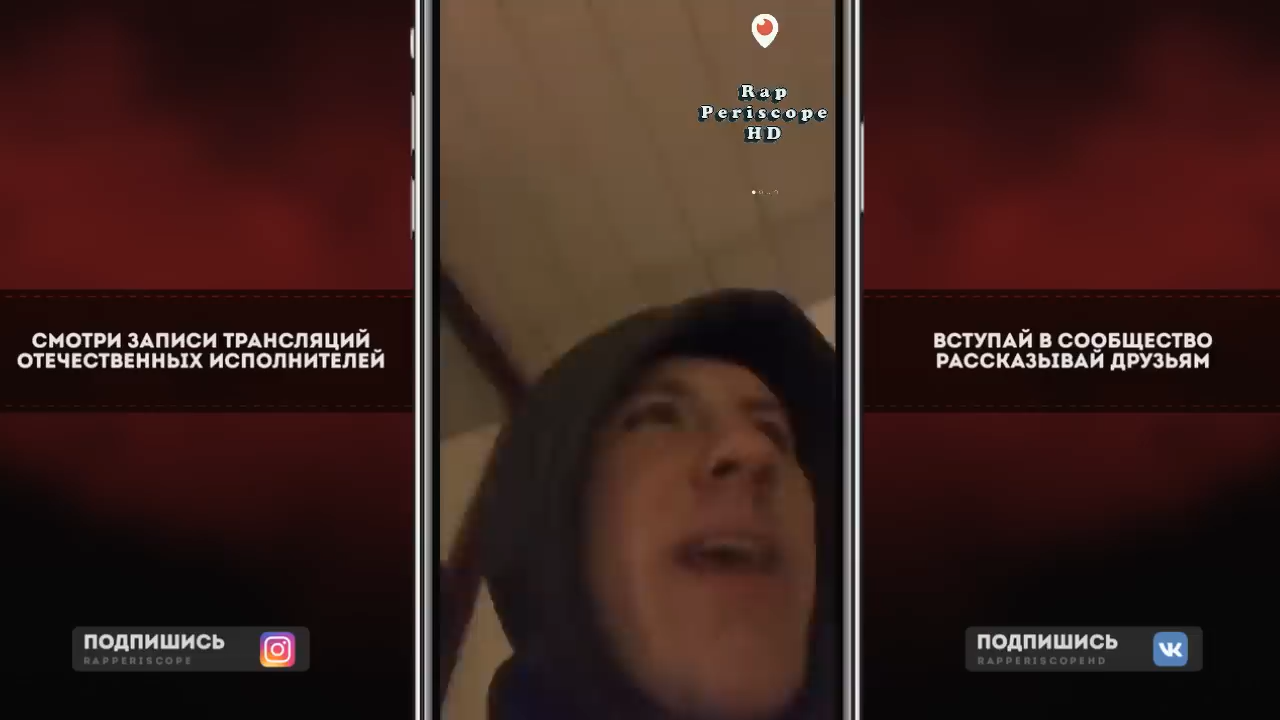 Rap
Periscope
HD
СМОТРИ ЗАПИСИ ТРАНСЛЯЦИЙ
ОТЕЧЕСТВЕННЫХ ИСПОЛНИТЕЛЕЙ
ВСТУПАЙ В СООБЩЕСТВО
РАССКАЗЫВАЙ ДРУЗЬЯМ
ПОДПИШИСЬ
RAPPERISCOPE
ПОДПИШИСЬ
RAPPERISCOPEHD